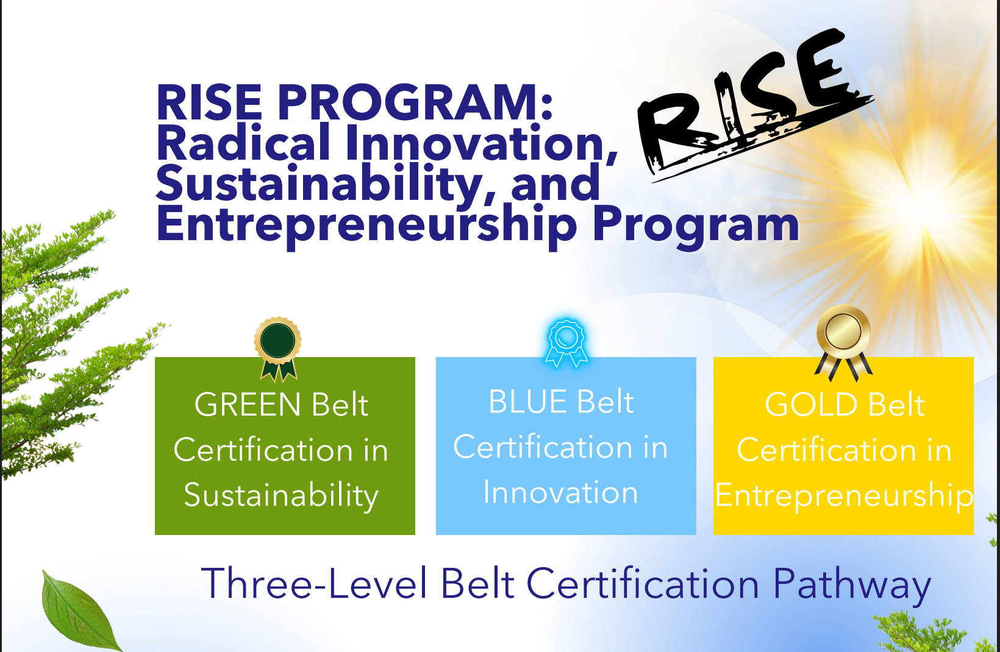 RISE PROGRAM:
Radical Innovation,
Sustainability, and
Entrepreneurship Program
RISE
GREEN Belt
Certification in
Sustainability
BLUE Belt
Certification in
Innovation
GOLD Belt
Certification in
Entrepreneurship
Three-Level Belt Certification Pathway